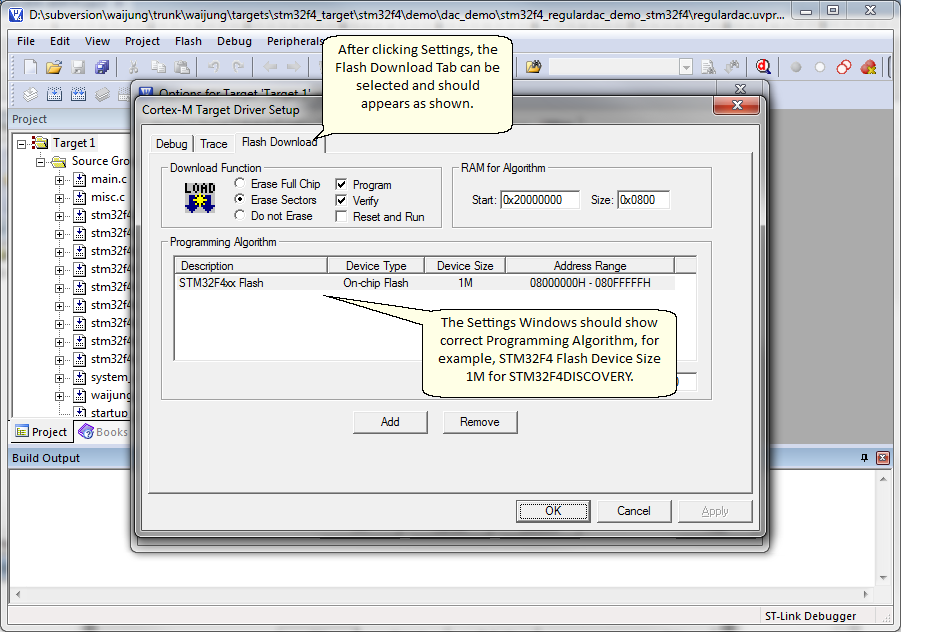 D:\subversion\waijung\trunk\waijung\targets\stm32f4_target\stm32f4\demo\dac_demo\stm32f4_regulardac_demo_stm32f4\regulardac.uvpr...
File Edit View Project Flash Debug Peripherals
After clicking Settings, the
Flash Download Tab can be
selected and should
appears as shown.
Options for Target 'Target 1'
Project
Cortex-M Target Driver Setup
Target 1
Source Gro
main.c
misc.c
stm32f4
stm32f4
stm32f4
stm32f4
stm32f4
stm32f4
stm32f4
stm32f4
stm32f4
system_
waijung
startup
Project
Books
Debug Trace Flash Download
Download Function
LOAD
Erase Full Chip
Erase Sectors
Do not Erase
Program
Verify
Reset and Run
RAM for Algorithm
Start: 0x20000000 Size: 0x0800
Programming Algorithm
Description Device Type Device Size Address Range
STM32F4xx Flash On-chip Flash 1M 08000000H - 080FFFFFH
The Settings Windows should show
correct Programming Algorithm, for
example, STM32F4 Flash Device Size
1M for STM32F4DISCOVERY.
Add Remove
OK Cancel Apply
Build Output
ST-Link Debugger